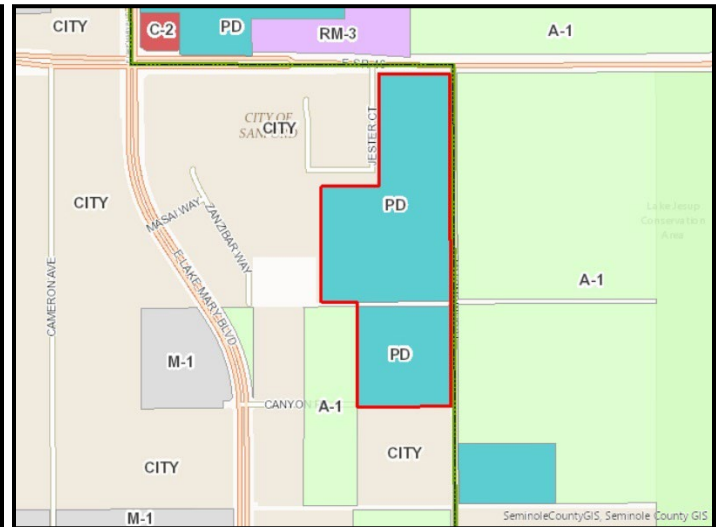 CITY
C-2
PD
RM-3
A-1
E SR 46
CITY OF
SANFORD
CITY
JESTER CT
CITY
MASAI WAY
ZANZIBAR WAY
PD
Lake Jesup
Conservation
Area
E LAKE MARY BLVD
CAMERON AVE
A-1
M-1
PD
CANYON
A-1
CITY
CITY
M-1
SeminoleCountyGIS, Seminole County GIS